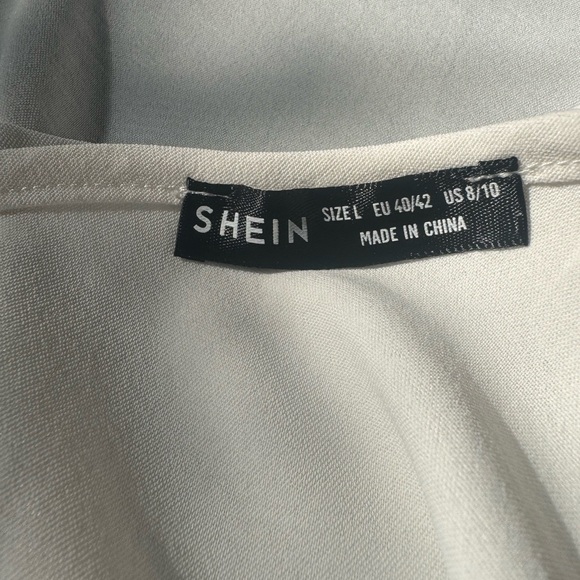 SHEIN
SIZE L EU 40/42 US 8/10
MADE IN CHINA